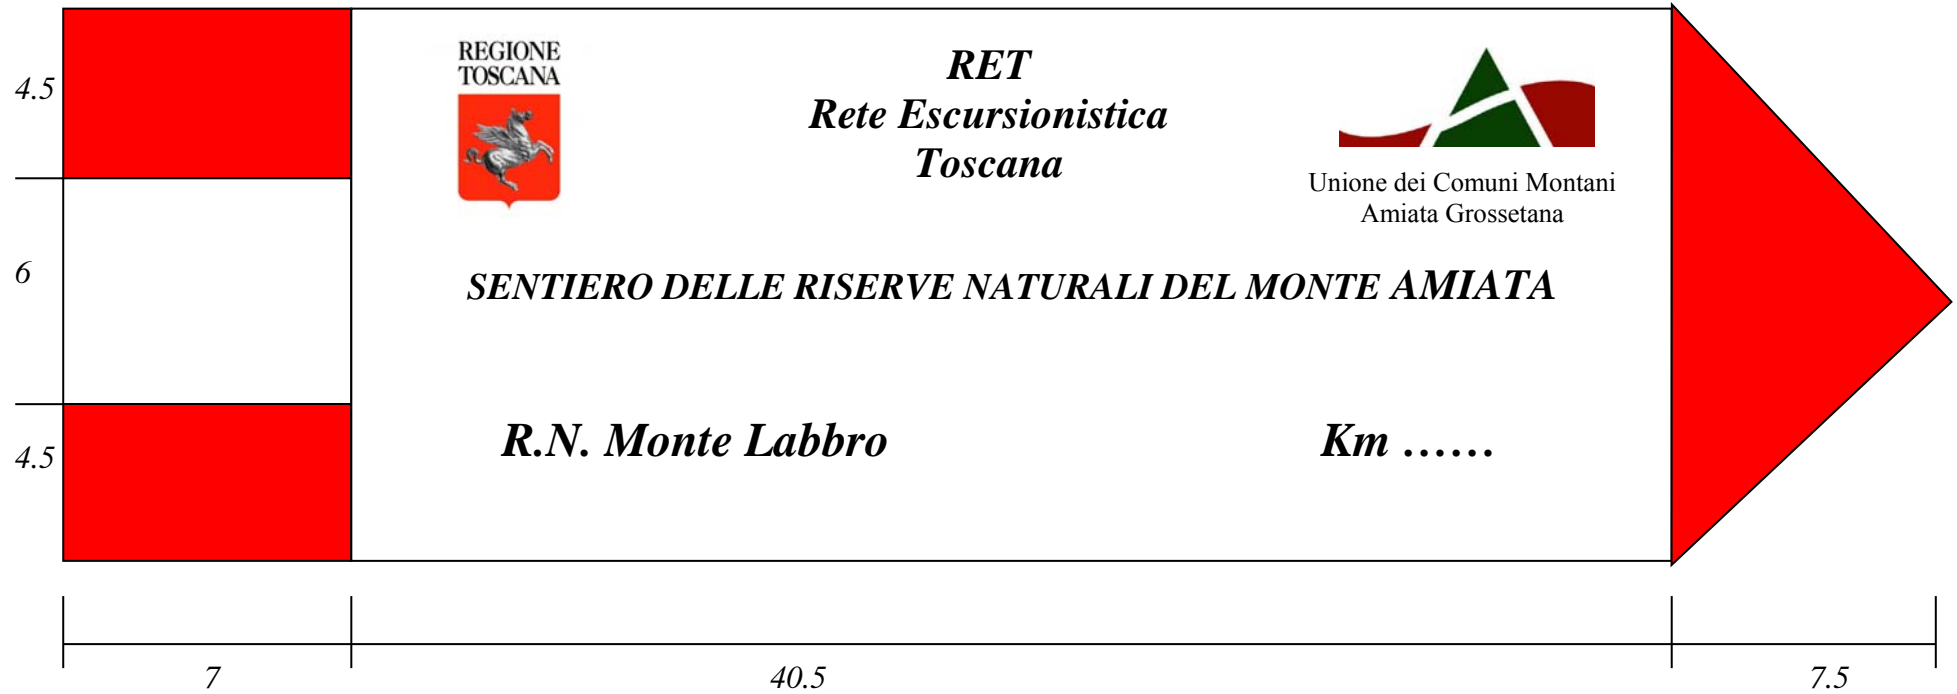 REGIONE
TOSCANA
RET
Rete Escursionistica
Toscana
Unione dei Comuni Montani
Amiata Grossetana
4.5
6
SENTIERO DELLE RISERVE NATURALI DEL MONTE AMIATA
4.5
R.N. Monte Labbro Km ……
7 40.5 7.5